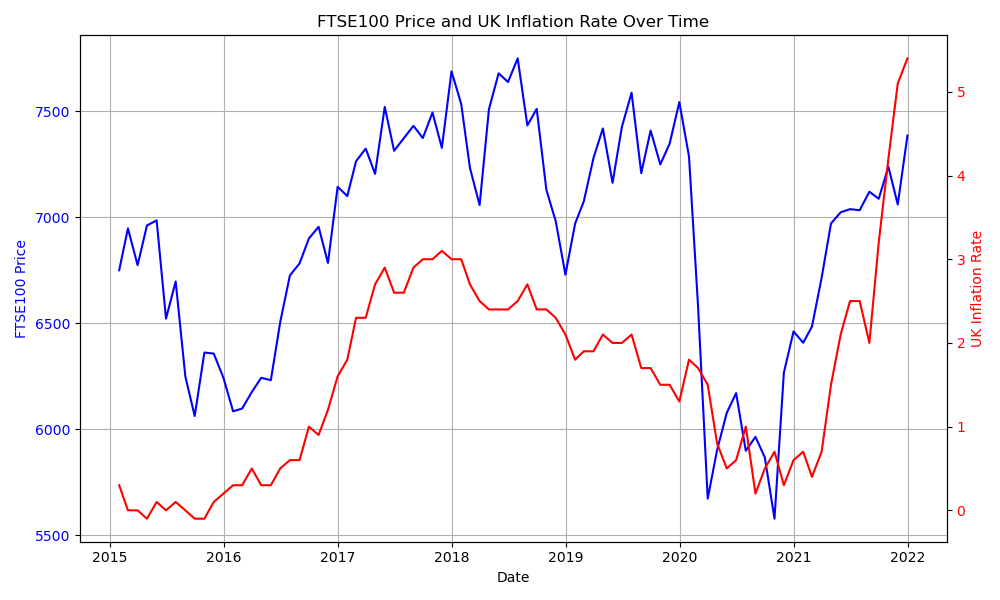 FTSE100 Price and UK Inflation Rate Over Time
FTSE100 Price
7500
7000
6500
6000
5500
5
4
3
2
1
0
UK Inflation Rate
2015 2016 2017 2018 2019 2020 2021 2022
Date